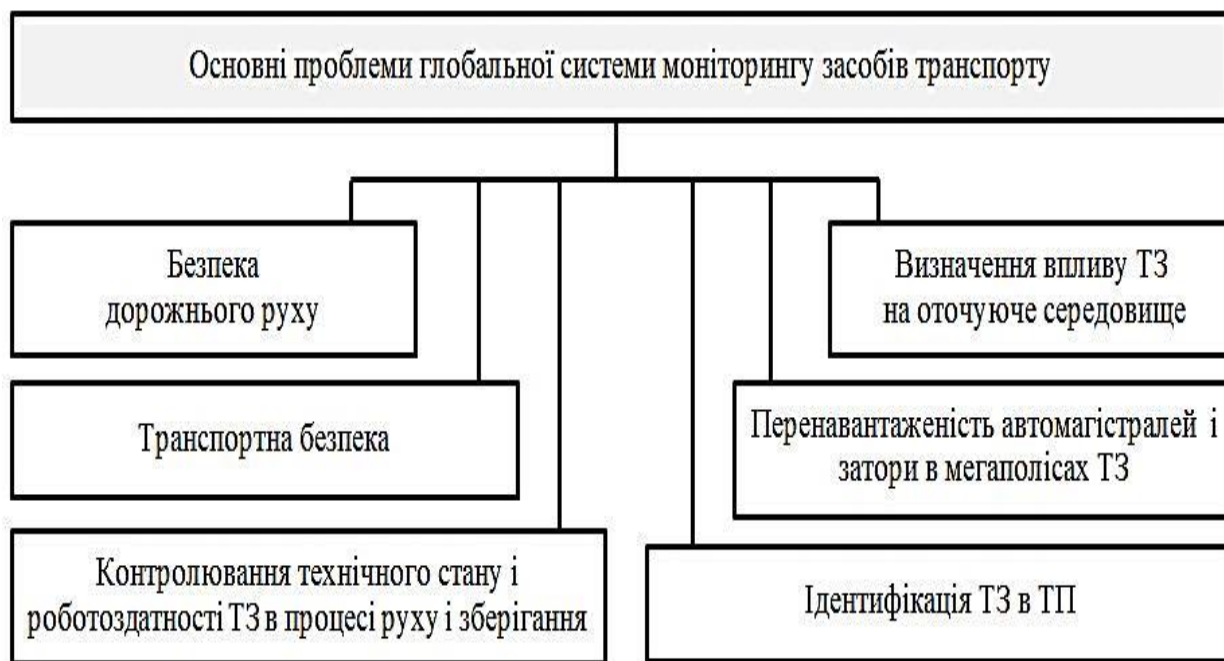 Основні проблеми глобальної системи моніторингу засобів транспорту
Безпека
дорожнього руху
Визначення впливу ТЗ
на оточуюче середовище
Транспортна безпека
Перенавантаженість автомагістралей і
затори в мегаполісах ТЗ
Контролювання технічного стану і
роботоздатності ТЗ в процесі руху і зберігання
Ідентифікація ТЗ в ТП